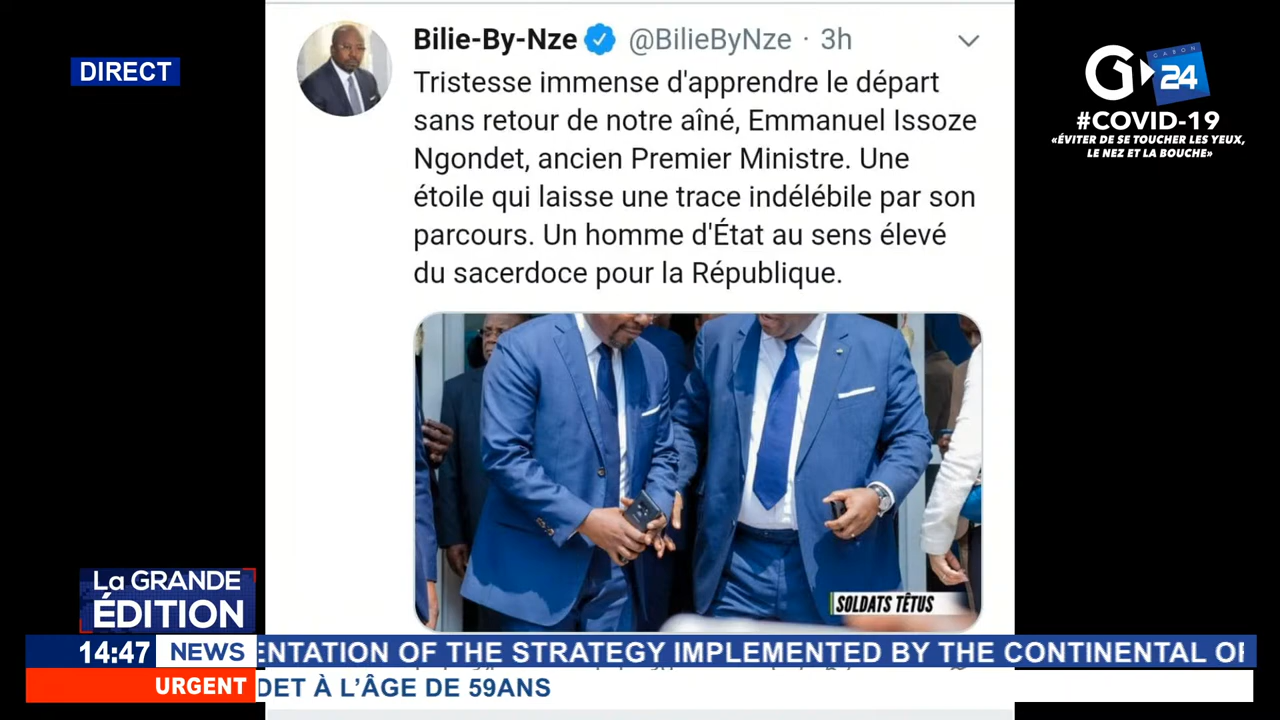 DIRECT
Bilie-By-Nze @BilieByNze · 3h
Tristesse immense d'apprendre le départ
sans retour de notre aîné, Emmanuel Issoze
Ngondet, ancien Premier Ministre. Une
étoile qui laisse une trace indélébile par son
parcours. Un homme d'État au sens élevé
du sacerdoce pour la République.
GABON
24
#COVID-19
«ÉVITER DE SE TOUCHER LES YEUX,
LE NEZ ET LA BOUCHE»
SOLDATS TÊTUS
La GRANDE
ÉDITION
14:47 NEWS ENTATION OF THE STRATEGY IMPLEMENTED BY THE CONTINENTAL
URGENT DET À L'ÂGE DE 59ANS